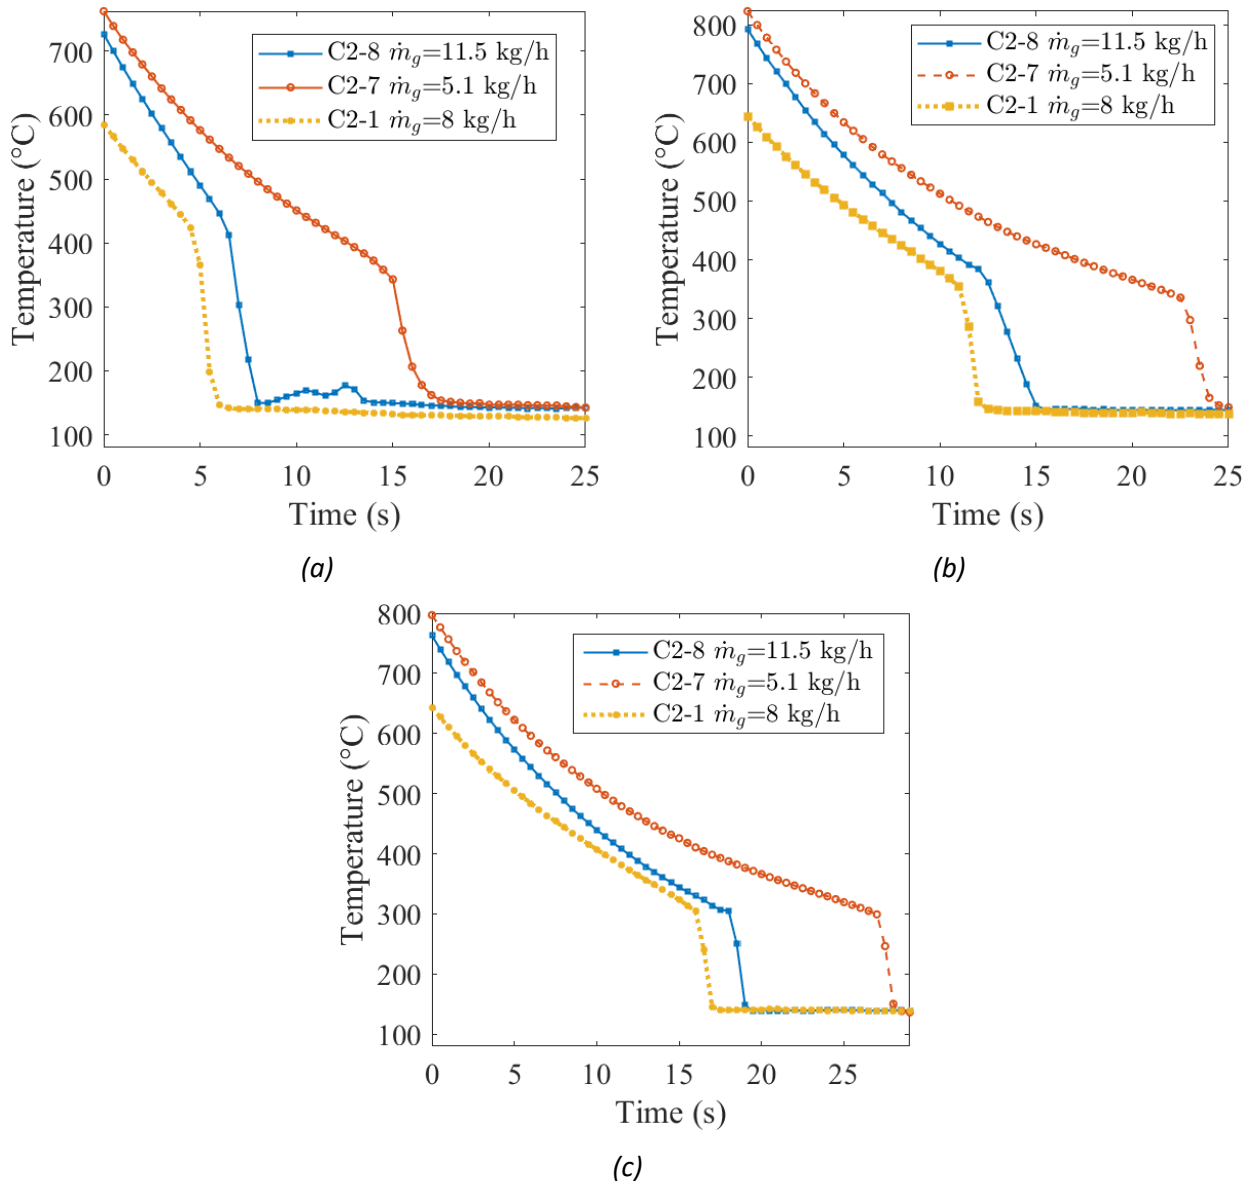 700
600
500
400
300
200
100
Temperature (°C)
C2-8 ṁg=11.5 kg/h
C2-7 ṁg=5.1 kg/h
C2-1 ṁg=8 kg/h
0 5 10 15 20 25
Time (s)
(a)
800
700
600
500
400
300
200
100
Temperature (°C)
C2-8 ṁg=11.5 kg/h
C2-7 ṁg=5.1 kg/h
C2-1 ṁg=8 kg/h
0 5 10 15 20 25
Time (s)
(b)
800
700
600
500
400
300
200
100
Temperature (°C)
C2-8 ṁg=11.5 kg/h
C2-7 ṁg=5.1 kg/h
C2-1 ṁg=8 kg/h
0 5 10 15 20 25
Time (s)
(c)